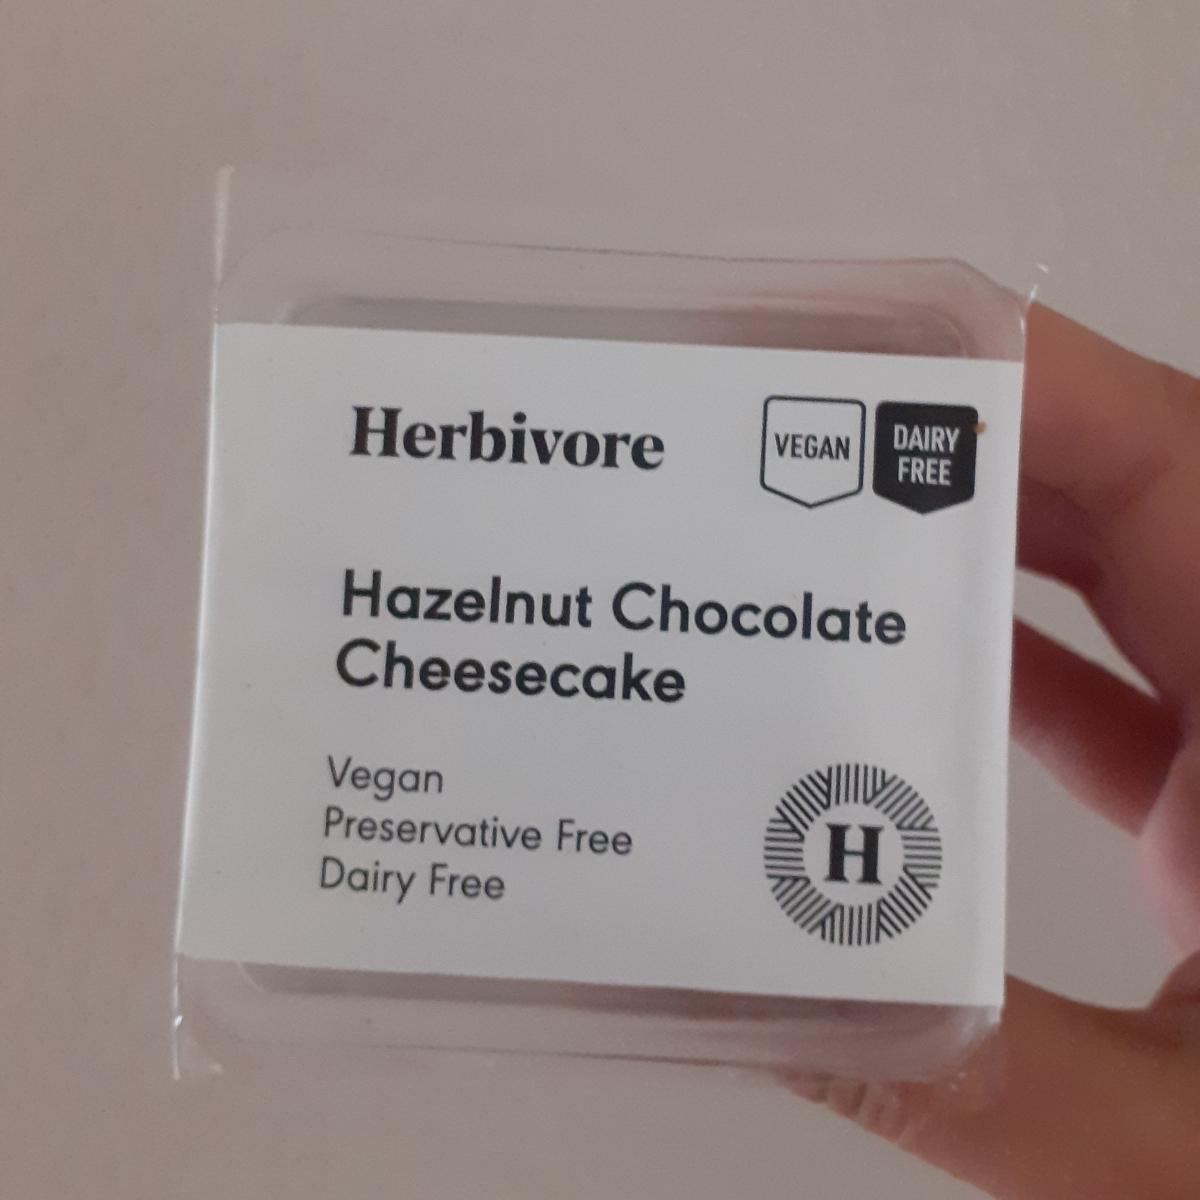 Herbivore
VEGAN
DAIRY
FREE
Hazelnut Chocolate
Cheesecake
Vegan
Preservative Free
Dairy Free
H